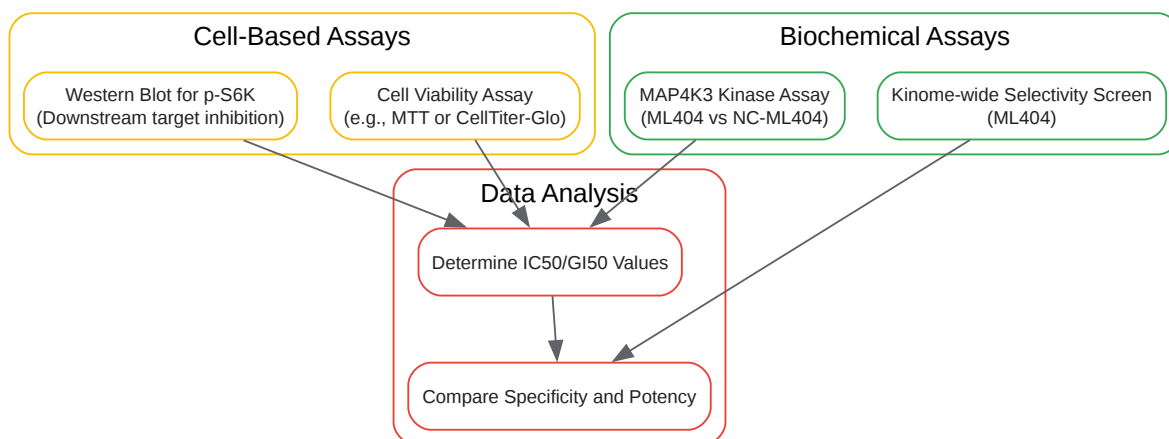 Cell-Based Assays
Western Blot for p-S6K
(Downstream target inhibition)
Cell Viability Assay
(e.g., MTT or CellTiter-Glo)
Biochemical Assays
MAP4K3 Kinase Assay
(ML404 vs NC-ML404)
Kinome-wide Selectivity Screen
(ML404)
Data Analysis
Determine IC50/GI50 Values
Compare Specificity and Potency